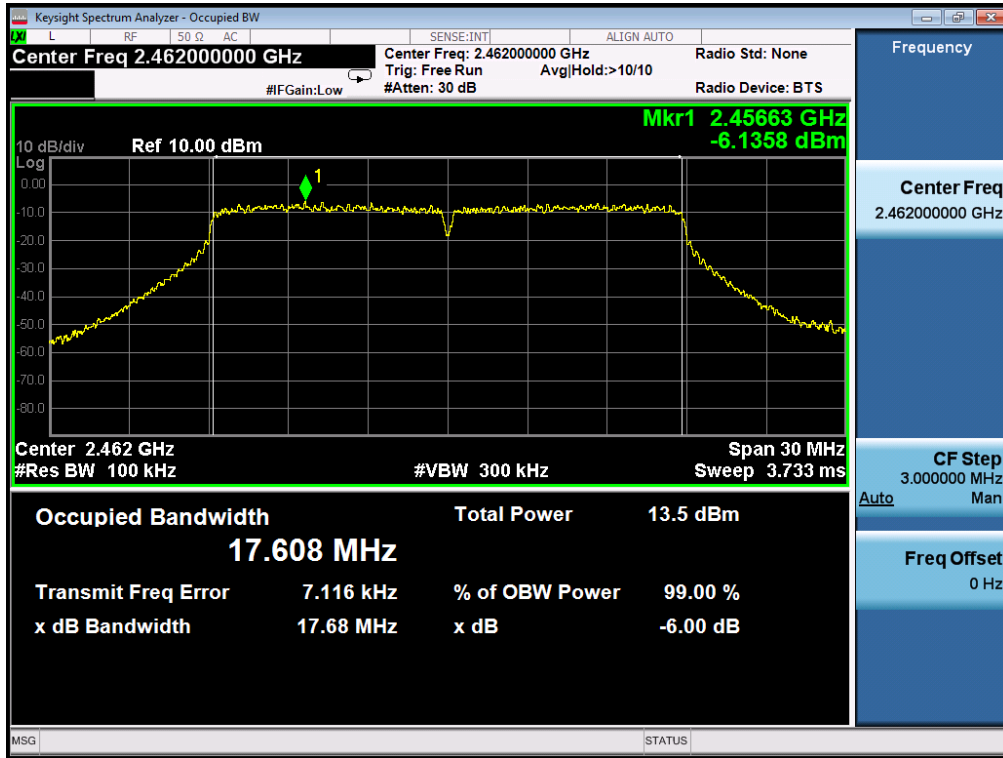 Keysight Spectrum Analyzer - Occupied BW
LXI L RF 50 Ω AC SENSE:INT ALIGN AUTO
Center Freq 2.462000000 GHz
Center Freq: 2.462000000 GHz Radio Std: None
Trig: Free Run Avg|Hold:>10/10
#IFGain:Low #Atten: 30 dB Radio Device: BTS
Mkr1 2.45663 GHz
-6.1358 dBm
10 dB/div Ref 10.00 dBm
Log
0.00
-10.0
-20.0
-30.0
-40.0
-50.0
-60.0
-70.0
-80.0
1
Center 2.462 GHz Span 30 MHz
#Res BW 100 kHz #VBW 300 kHz Sweep 3.733 ms
Occupied Bandwidth Total Power 13.5 dBm
17.608 MHz
Transmit Freq Error 7.116 kHz % of OBW Power 99.00 %
x dB Bandwidth 17.68 MHz x dB -6.00 dB
MSG STATUS
Frequency
Center Freq
2.462000000 GHz
CF Step
3.000000 MHz
Auto Man
Freq Offset
0 Hz